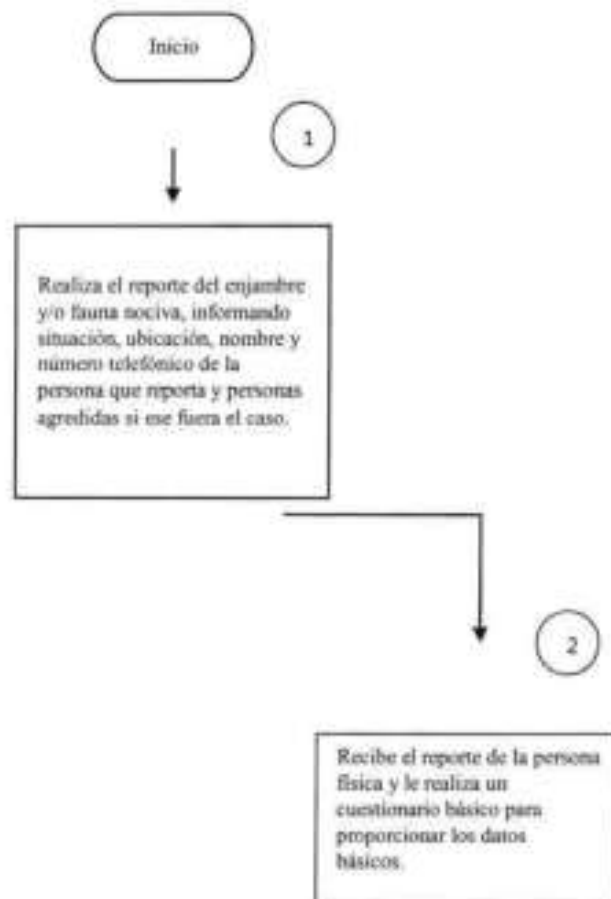 Inicio
1
Realiza el reporte del enjambre
y/o fauna nociva, informando
situación, ubicación, nombre y
número telefónico de la
persona que reporta y personas
agredidas si ese fuera el caso.
2
Recibe el reporte de la persona
física y le realiza un
cuestionario básico para
proporcionar los datos
básicos.